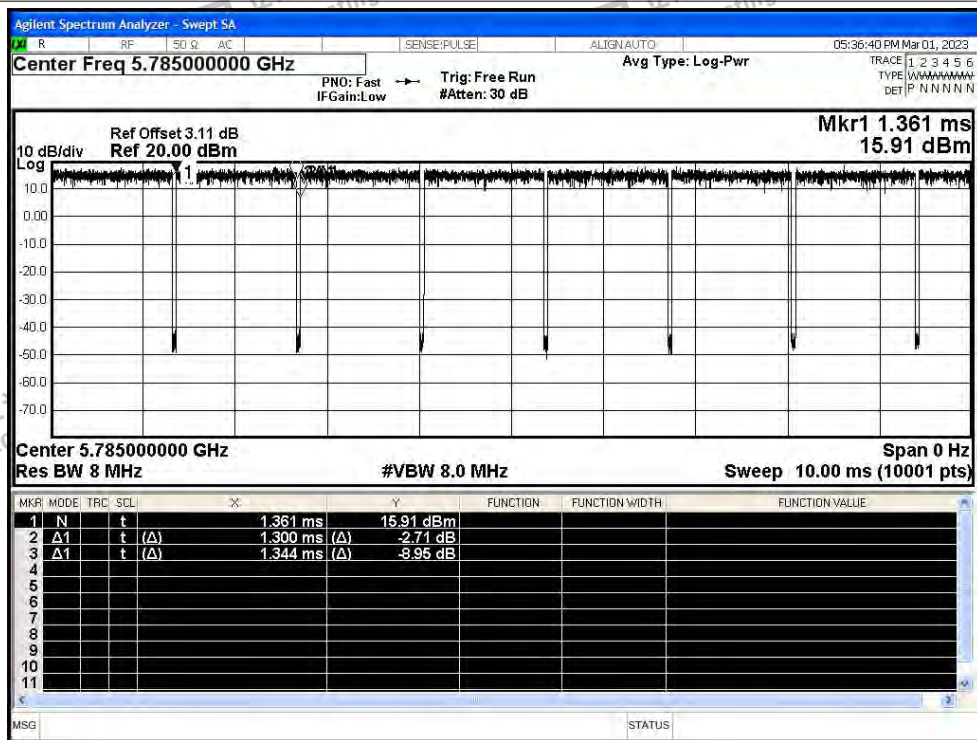 Agilent Spectrum Analyzer - Swept SA
R RF 50 Ω AC SENSE:PULSE ALIGN AUTO 05:36:40 PM Mar 01, 2023
Center Freq 5.785000000 GHz Avg Type: Log-Pwr TRACE 1 2 3 4 5 6
PNO: Fast Trig: Free Run TYPE WWWWWW
IFGain:Low #Atten: 30 dB DET P N N N N N
Mkr1 1.361 ms
Ref Offset 3.11 dB
10 dB/div Ref 20.00 dBm 15.91 dBm
Log
1
10.0
0.00
-10.0
-20.0
-30.0
-40.0
-50.0
-60.0
-70.0
Center 5.785000000 GHz Span 0 Hz
Res BW 8 MHz #VBW 8.0 MHz Sweep 10.00 ms (10001 pts)
MKR MODE TRC SCL X Y FUNCTION FUNCTION WIDTH FUNCTION VALUE
1 N t 1.361 ms 15.91 dBm
2 Δ1 t (Δ) 1.300 ms (Δ) -2.71 dB
3 Δ1 t (Δ) 1.344 ms (Δ) -8.95 dB
4
5
6
7
8
9
10
11
MSG STATUS